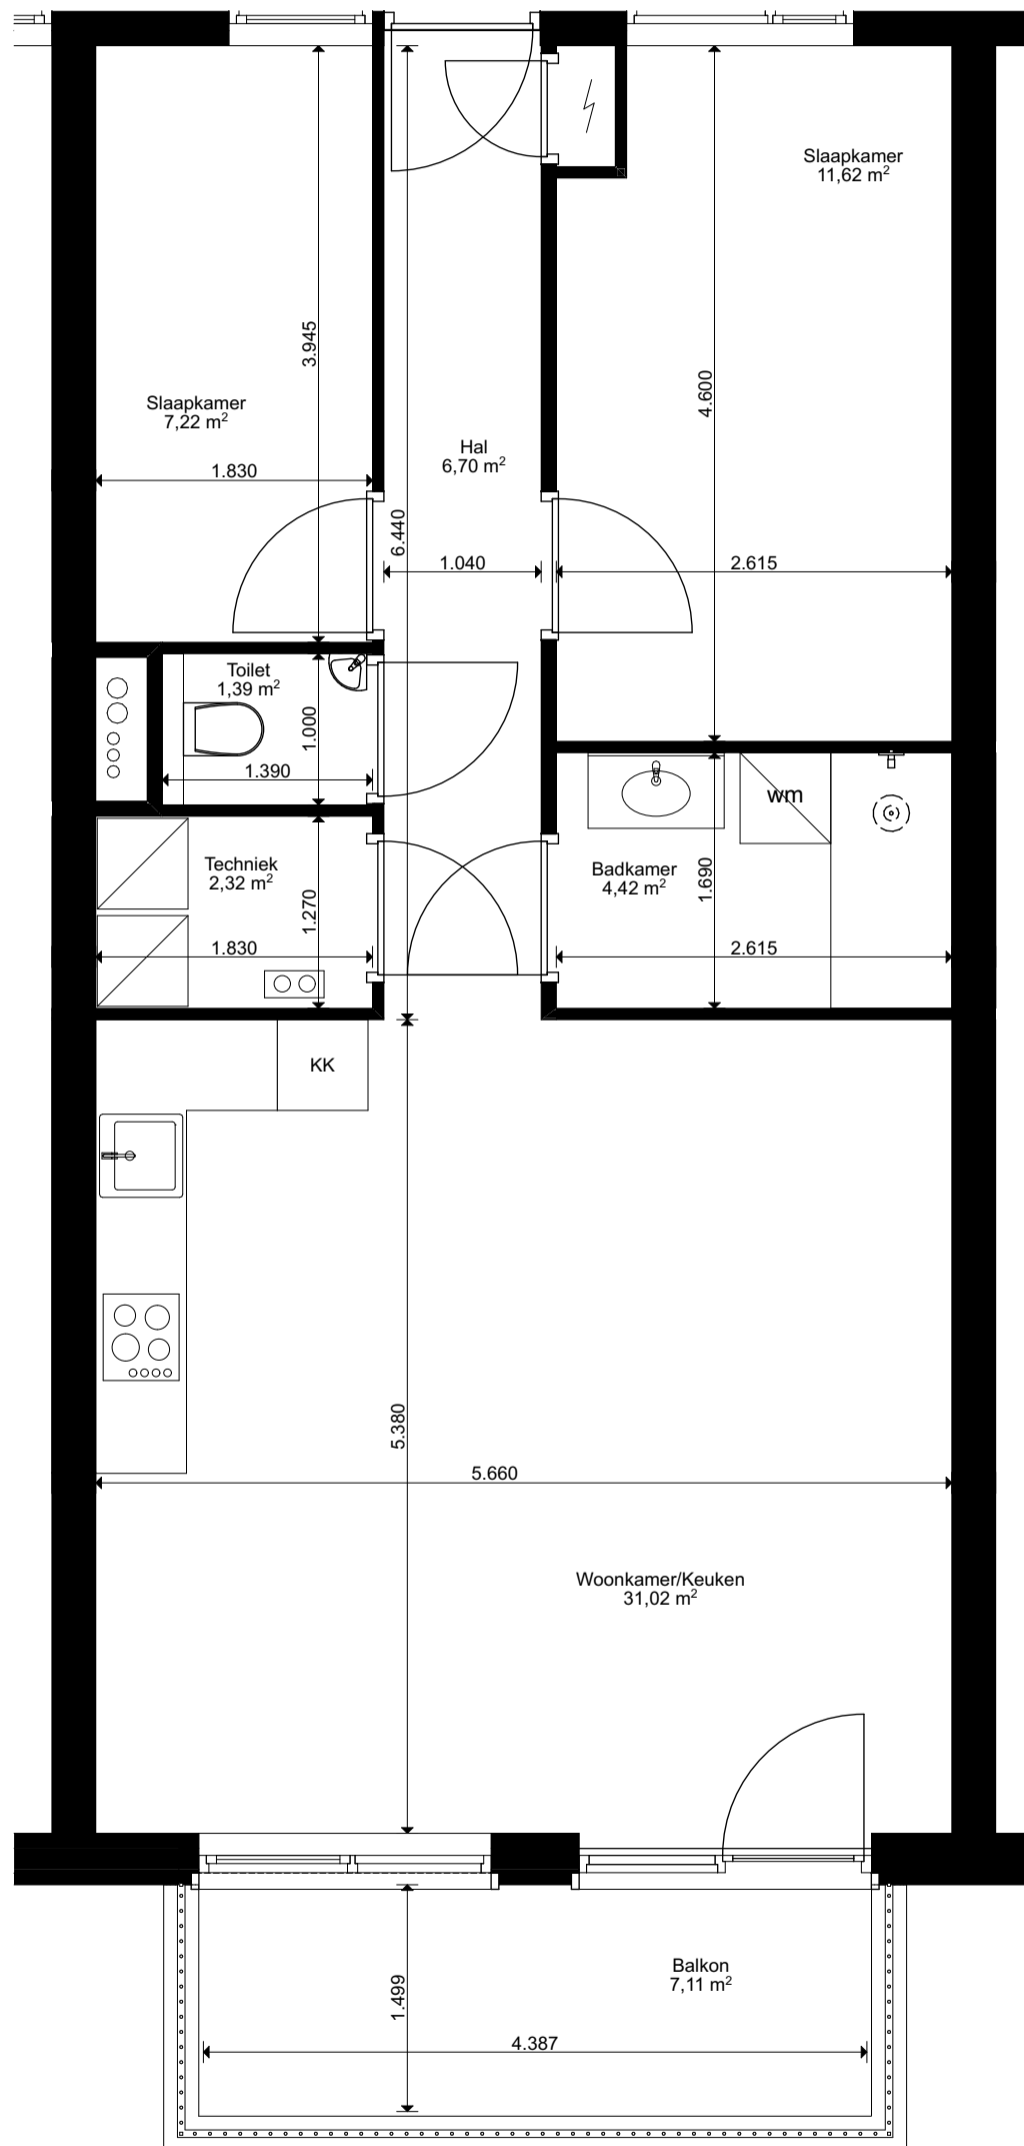 Slaapkamer
11,62 m²
3.945
4.600
Slaapkamer
7,22 m²
Hal
6,70 m²
1.830
6.440
1.040
2.615
Toilet
1,39 m²
1.000
1.390
wm
Techniek
2,32 m²
Badkamer
4,42 m²
1.690
1.270
1.830
2.615
KK
5.380
5.660
Woonkamer/Keuken
31,02 m²
Balkon
7,11 m²
1.499
4.387